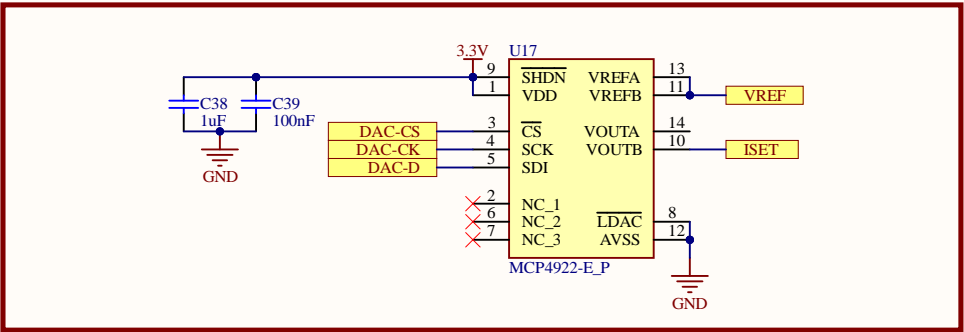 3.3V
U17
9
SHDN
VREFA
13
1
VDD
VREFB
11
VREF
C38
1uF
C39
100nF
GND
DAC-CS
3
CS
VOUTA
14
DAC-CK
4
SCK
VOUTB
10
ISET
DAC-D
5
SDI
2
NC_1
6
NC_2
LDAC
8
7
NC_3
AVSS
12
MCP4922-E_P
GND